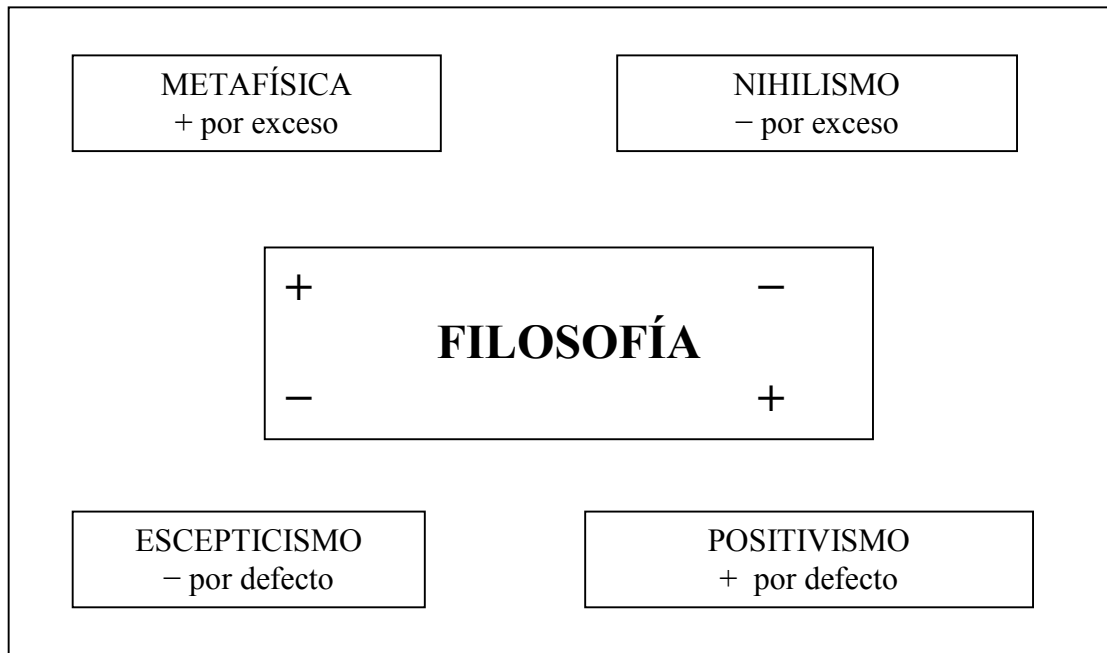 METAFÍSICA
+ por exceso
NIHILISMO
− por exceso
+ −
FILOSOFÍA
− +
ESCEPTICISMO
− por defecto
POSITIVISMO
+ por defecto